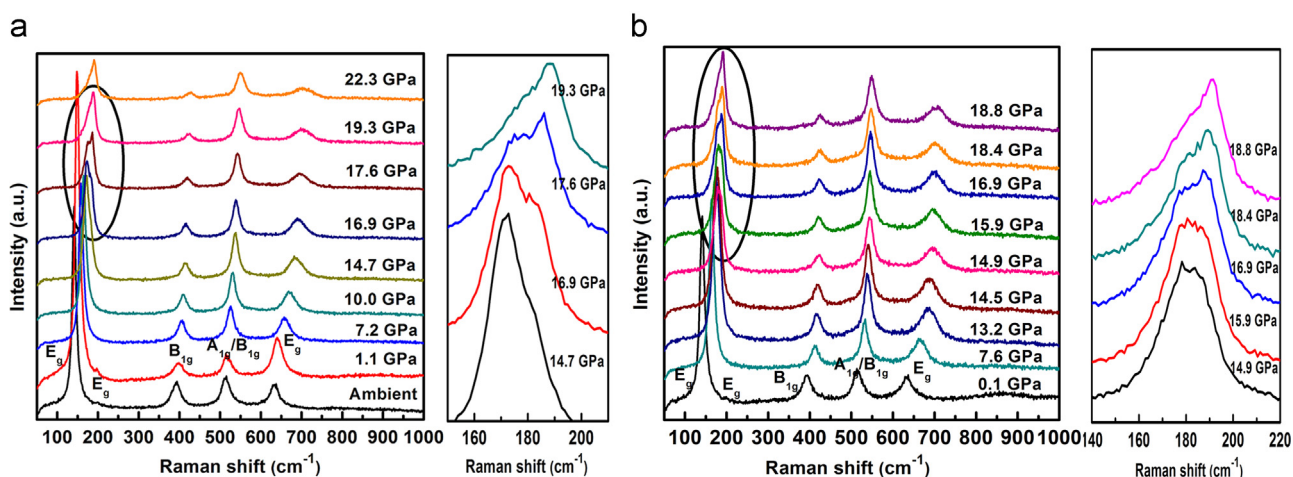 a
Intensity (a.u.)
22.3 GPa
19.3 GPa
17.6 GPa
16.9 GPa
14.7 GPa
10.0 GPa
7.2 GPa
1.1 GPa
Ambient
Eg
Eg
B1g
A1g/B1g
Eg
100 200 300 400 500 600 700 800 900 1000
Raman shift (cm-1)
19.3 GPa
17.6 GPa
16.9 GPa
14.7 GPa
160 180 200
Raman shift (cm-1)
b
Intensity (a.u.)
18.8 GPa
18.4 GPa
16.9 GPa
15.9 GPa
14.9 GPa
14.5 GPa
13.2 GPa
7.6 GPa
0.1 GPa
Eg
Eg
B1g
A1g/B1g
Eg
100 200 300 400 500 600 700 800 900 1000
Raman shift (cm-1)
18.8 GPa
18.4 GPa
16.9 GPa
15.9 GPa
14.9 GPa
140 160 180 200 220
Raman shift (cm-1)